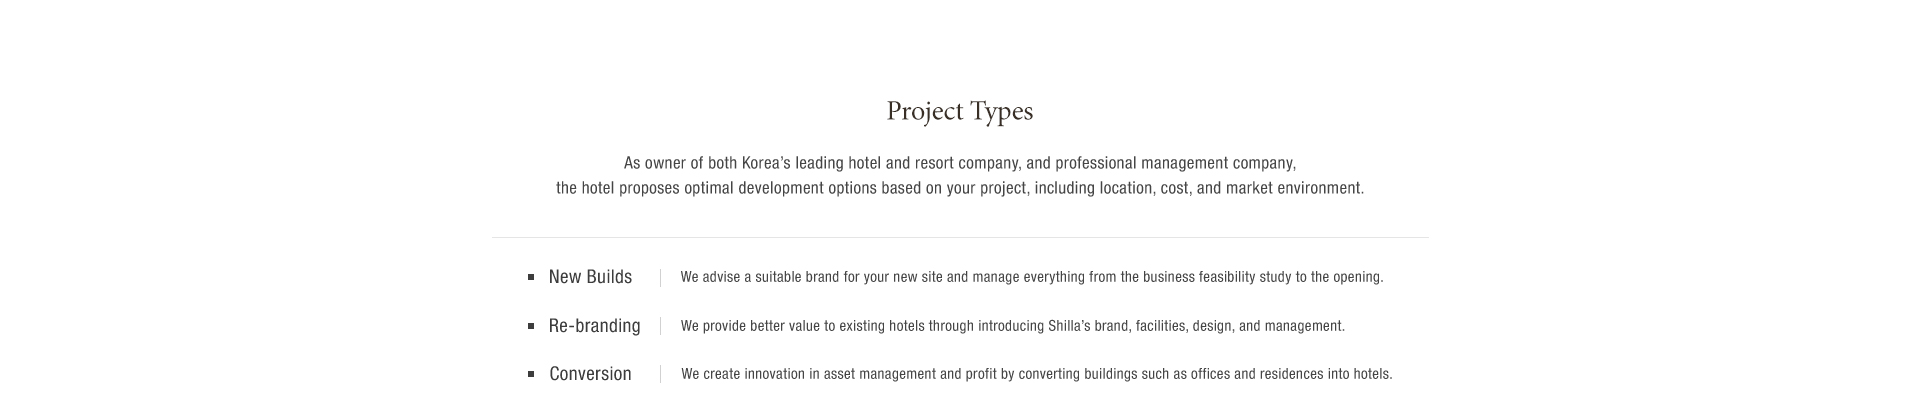 Project Types
As owner of both Korea’s leading hotel and resort company, and professional management company,
the hotel proposes optimal development options based on your project, including location, cost, and market environment.
▪ New Builds | We advise a suitable brand for your new site and manage everything from the business feasibility study to the opening.
▪ Re-branding | We provide better value to existing hotels through introducing Shilla’s brand, facilities, design, and management.
▪ Conversion | We create innovation in asset management and profit by converting buildings such as offices and residences into hotels.